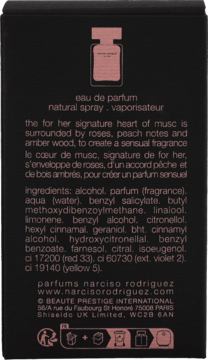 eau de parfum
natural spray . vaporisateur
the for her signature heart of musc is
surrounded by roses, peach notes and
amber wood, to create a sensual fragrance
le cœur de musc, signature de for her,
s'enveloppe de roses, d'un accord pêche et
de bois ambrés, pour créer un parfum sensuel
ingredients: alcohol. parfum (fragrance).
aqua (water). benzyl salicylate. butyl
methoxydibenzoylmethane. linalool.
limonene. benzyl alcohol. citronellol.
hexyl cinnamal. geraniol. bht. cinnamyl
alcohol. hydroxycitronellal. benzyl
benzoate. farnesol. citral. isoeugenol.
ci 17200 (red 33). ci 60730 (ext. violet 2).
ci 19140 (yellow 5).
parfums narciso rodriguez
www.narcisorodriguez.com
© BEAUTÉ PRESTIGE INTERNATIONAL
56/A rue du Faubourg St Honoré 75008 PARIS
Shiseido UK Limited, WC2B 6AN